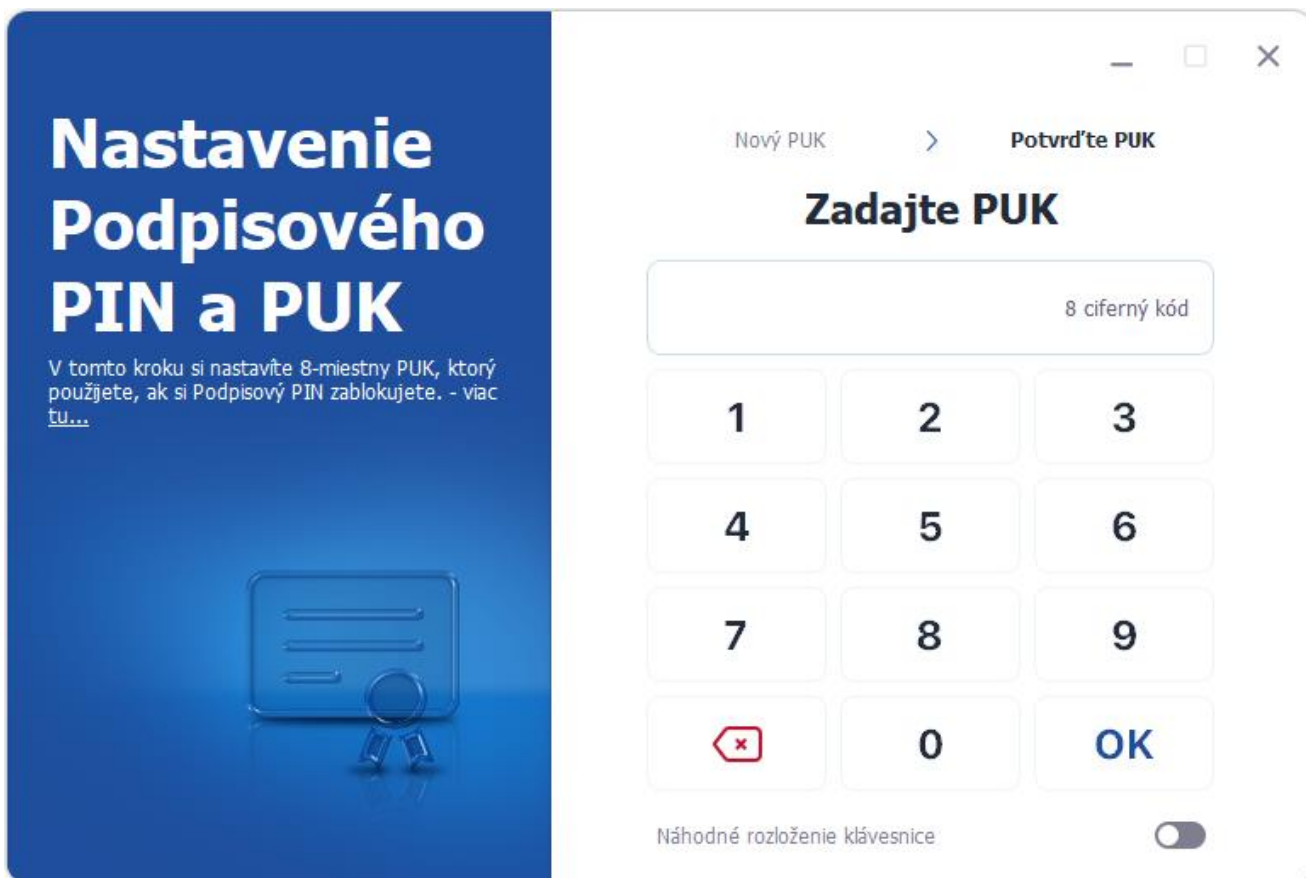 Nastavenie
Podpisového
PIN a PUK
V tomto kroku si nastavíte 8-miestny PUK, ktorý
použijete, ak si Podpisový PIN zablokujete. - viac
tu...
Nový PUK > Potvrďte PUK
Zadajte PUK
8 ciferný kód
1 2 3
4 5 6
7 8 9
0 OK
Náhodné rozloženie klávesnice